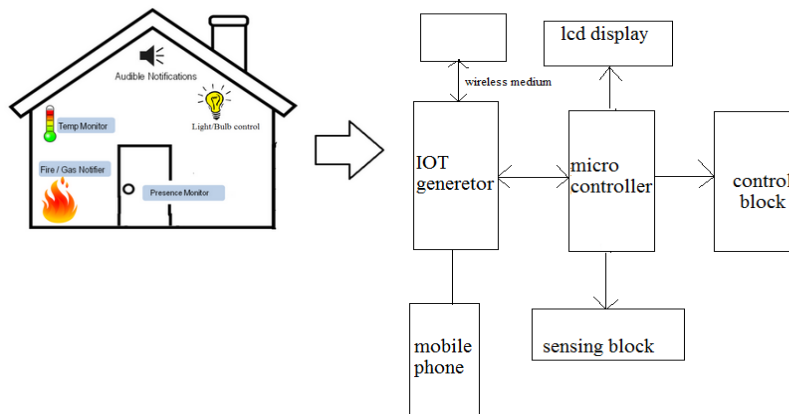 Audible Notifications
Light/Bulb control
Temp Monitor
Fire / Gas Notifier
Presence Monitor
lcd display
wireless medium
IOT
generetor
micro
controller
control
block
mobile
phone
sensing block